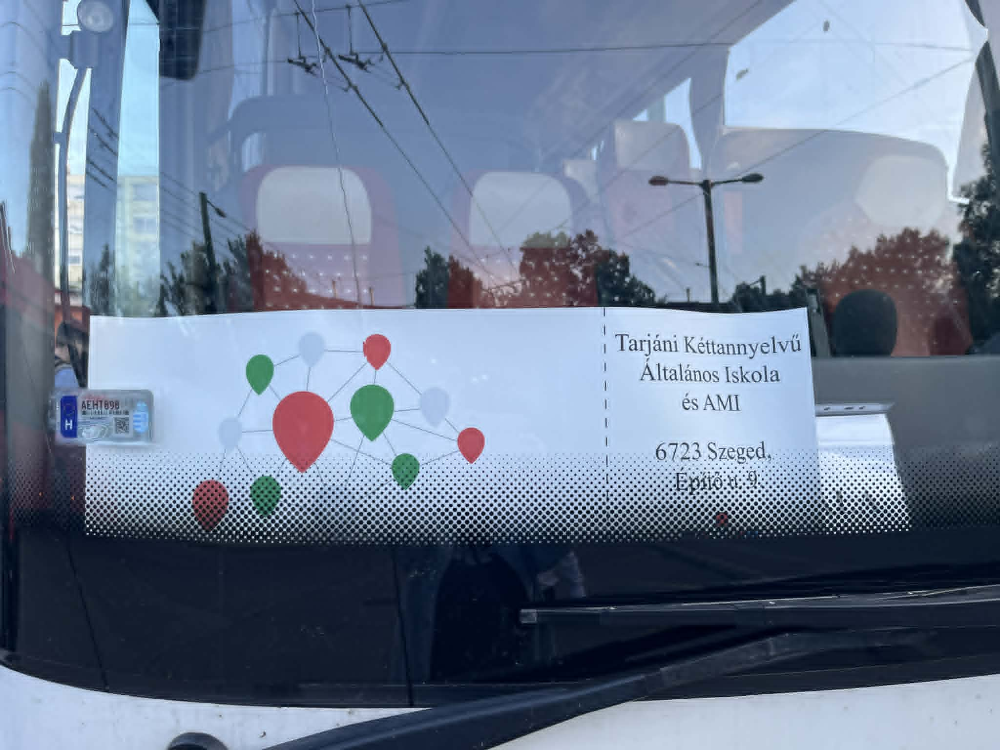 Tarjáni Kéttannyelvű
Általános Iskola
és AMI
6723 Szeged,
Építő u. 9
H